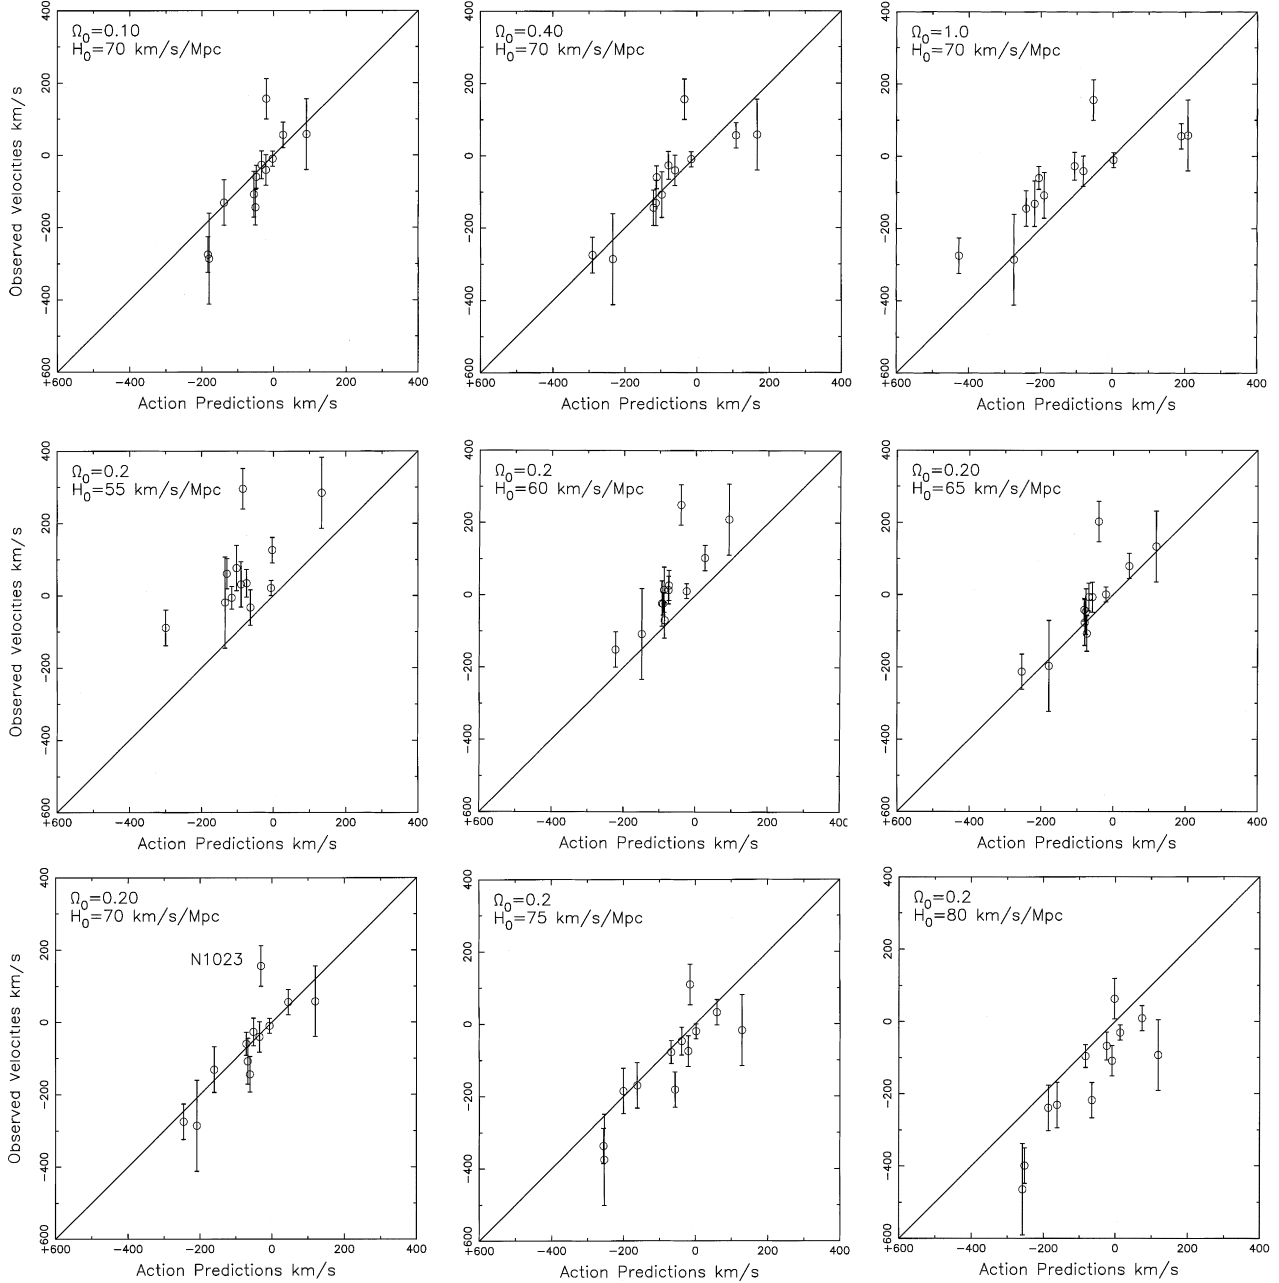 Ω0=0.10
H0=70 km/s/Mpc
400
200
0
−200
−400
+600
Observed Velocities km/s
+600 −400 −200 0 200 400
Action Predictions km/s
Ω0=0.40
H0=70 km/s/Mpc
400
200
0
−200
−400
+600
+600 −400 −200 0 200 400
Action Predictions km/s
Ω0=1.0
H0=70 km/s/Mpc
400
200
0
−200
−400
+600
+600 −400 −200 0 200 400
Action Predictions km/s
Ω0=0.2
H0=55 km/s/Mpc
400
200
0
−200
−400
+600
Observed Velocities km/s
+600 −400 −200 0 200 400
Action Predictions km/s
Ω0=0.2
H0=60 km/s/Mpc
400
200
0
−200
−400
+600
+600 −400 −200 0 200 400
Action Predictions km/s
Ω0=0.20
H0=65 km/s/Mpc
400
200
0
−200
−400
+600
+600 −400 −200 0 200 400
Action Predictions km/s
Ω0=0.20
H0=70 km/s/Mpc
N1023
400
200
0
−200
−400
+600
Observed Velocities km/s
+600 −400 −200 0 200 400
Action Predictions km/s
Ω0=0.2
H0=75 km/s/Mpc
400
200
0
−200
−400
+600
+600 −400 −200 0 200 400
Action Predictions km/s
Ω0=0.2
H0=80 km/s/Mpc
400
200
0
−200
−400
+600
+600 −400 −200 0 200 400
Action Predictions km/s